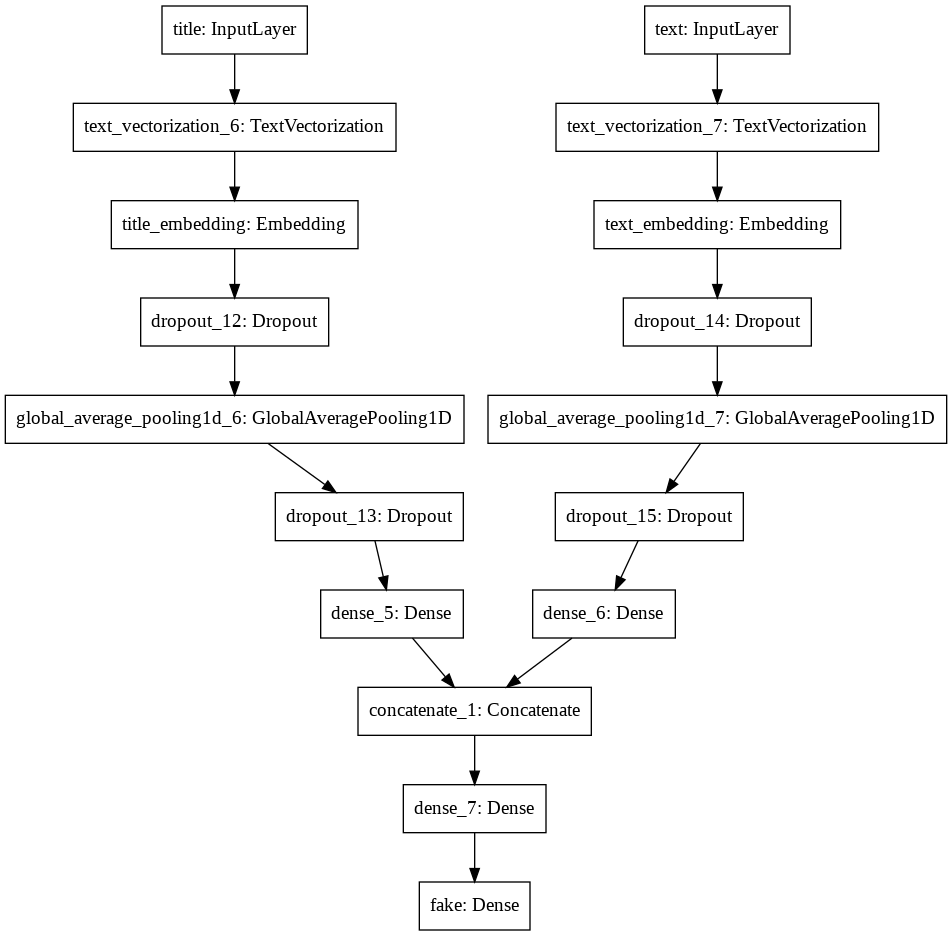 title: InputLayer
text: InputLayer
text_vectorization_6: TextVectorization
text_vectorization_7: TextVectorization
title_embedding: Embedding
text_embedding: Embedding
dropout_12: Dropout
dropout_14: Dropout
global_average_pooling1d_6: GlobalAveragePooling1D
global_average_pooling1d_7: GlobalAveragePooling1D
dropout_13: Dropout
dropout_15: Dropout
dense_5: Dense
dense_6: Dense
concatenate_1: Concatenate
dense_7: Dense
fake: Dense